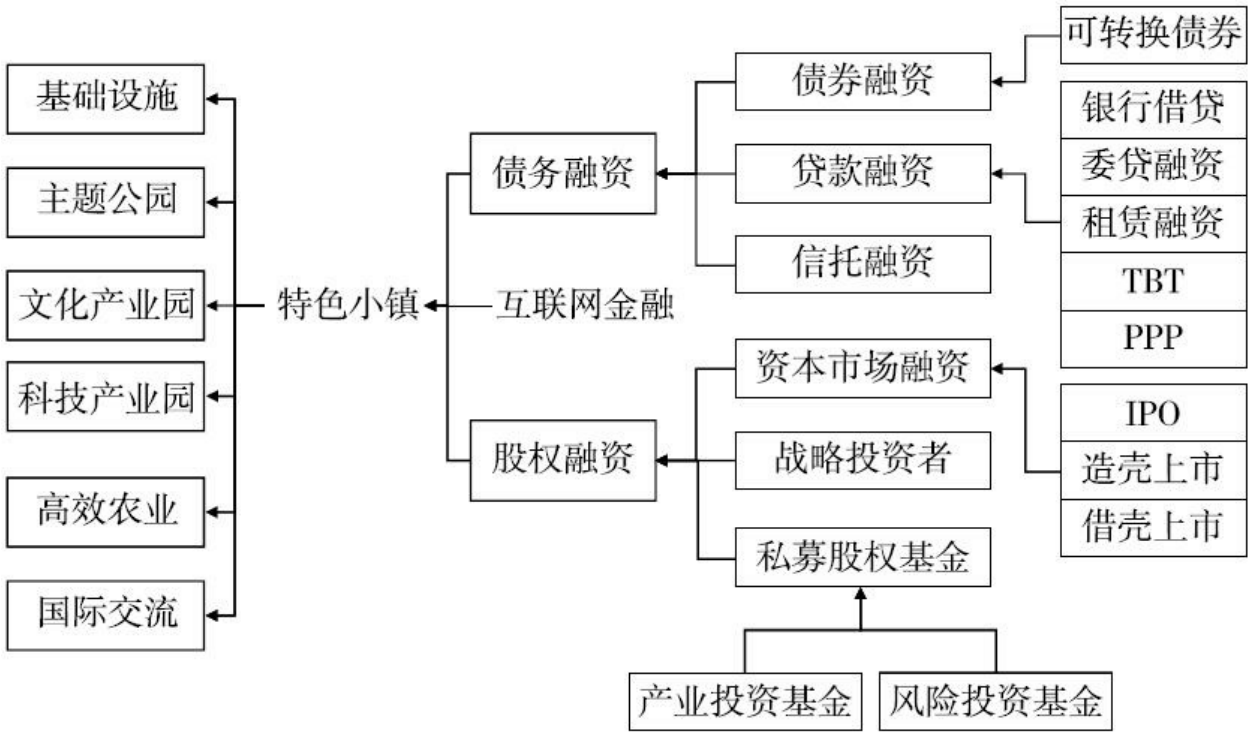 基础设施
主题公园
文化产业园
科技产业园
高效农业
国际交流
特色小镇
债务融资
互联网金融
股权融资
债券融资
贷款融资
信托融资
资本市场融资
战略投资者
私募股权基金
产业投资基金
风险投资基金
可转换债券
银行借贷
委贷融资
租赁融资
TBT
PPP
IPO
造壳上市
借壳上市